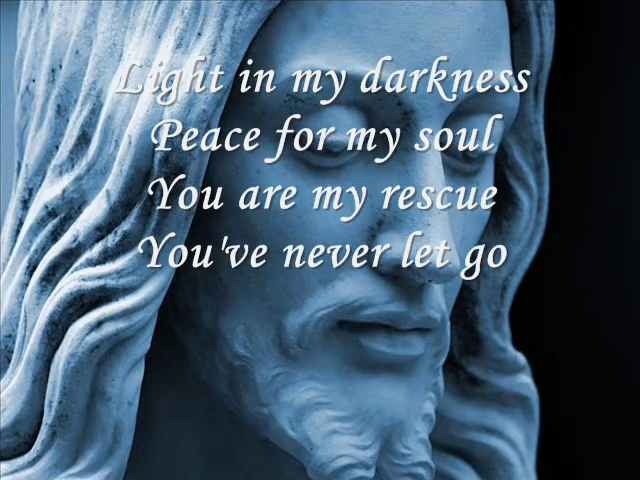 Light in my darkness
Peace for my soul
You are my rescue
You've never let go